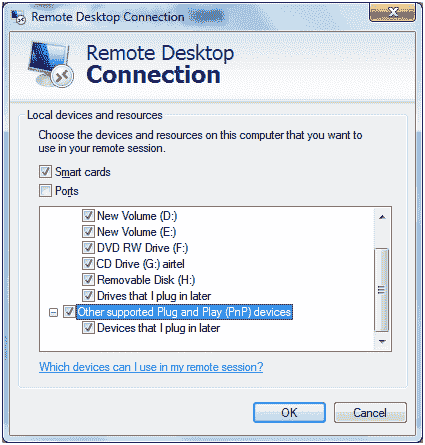 Remote Desktop Connection
Remote Desktop
Connection
Local devices and resources
Choose the devices and resources on this computer that you want to
use in your remote session.
Smart cards
Ports
New Volume (D:)
New Volume (E:)
DVD RW Drive (F:)
CD Drive (G:) airtel
Removable Disk (H:)
Drives that I plug in later
Other supported Plug and Play (PnP) devices
Devices that I plug in later
Which devices can I use in my remote session?
OK
Cancel